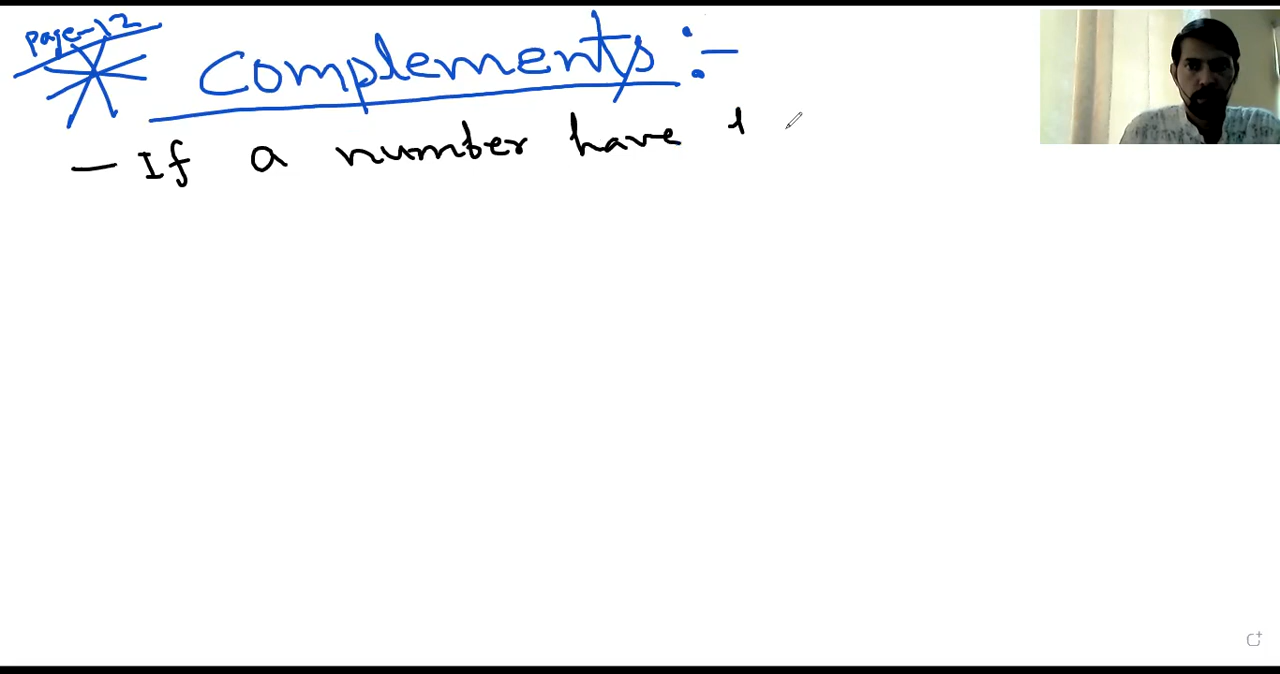 page-12
Complements :-
- If a number have